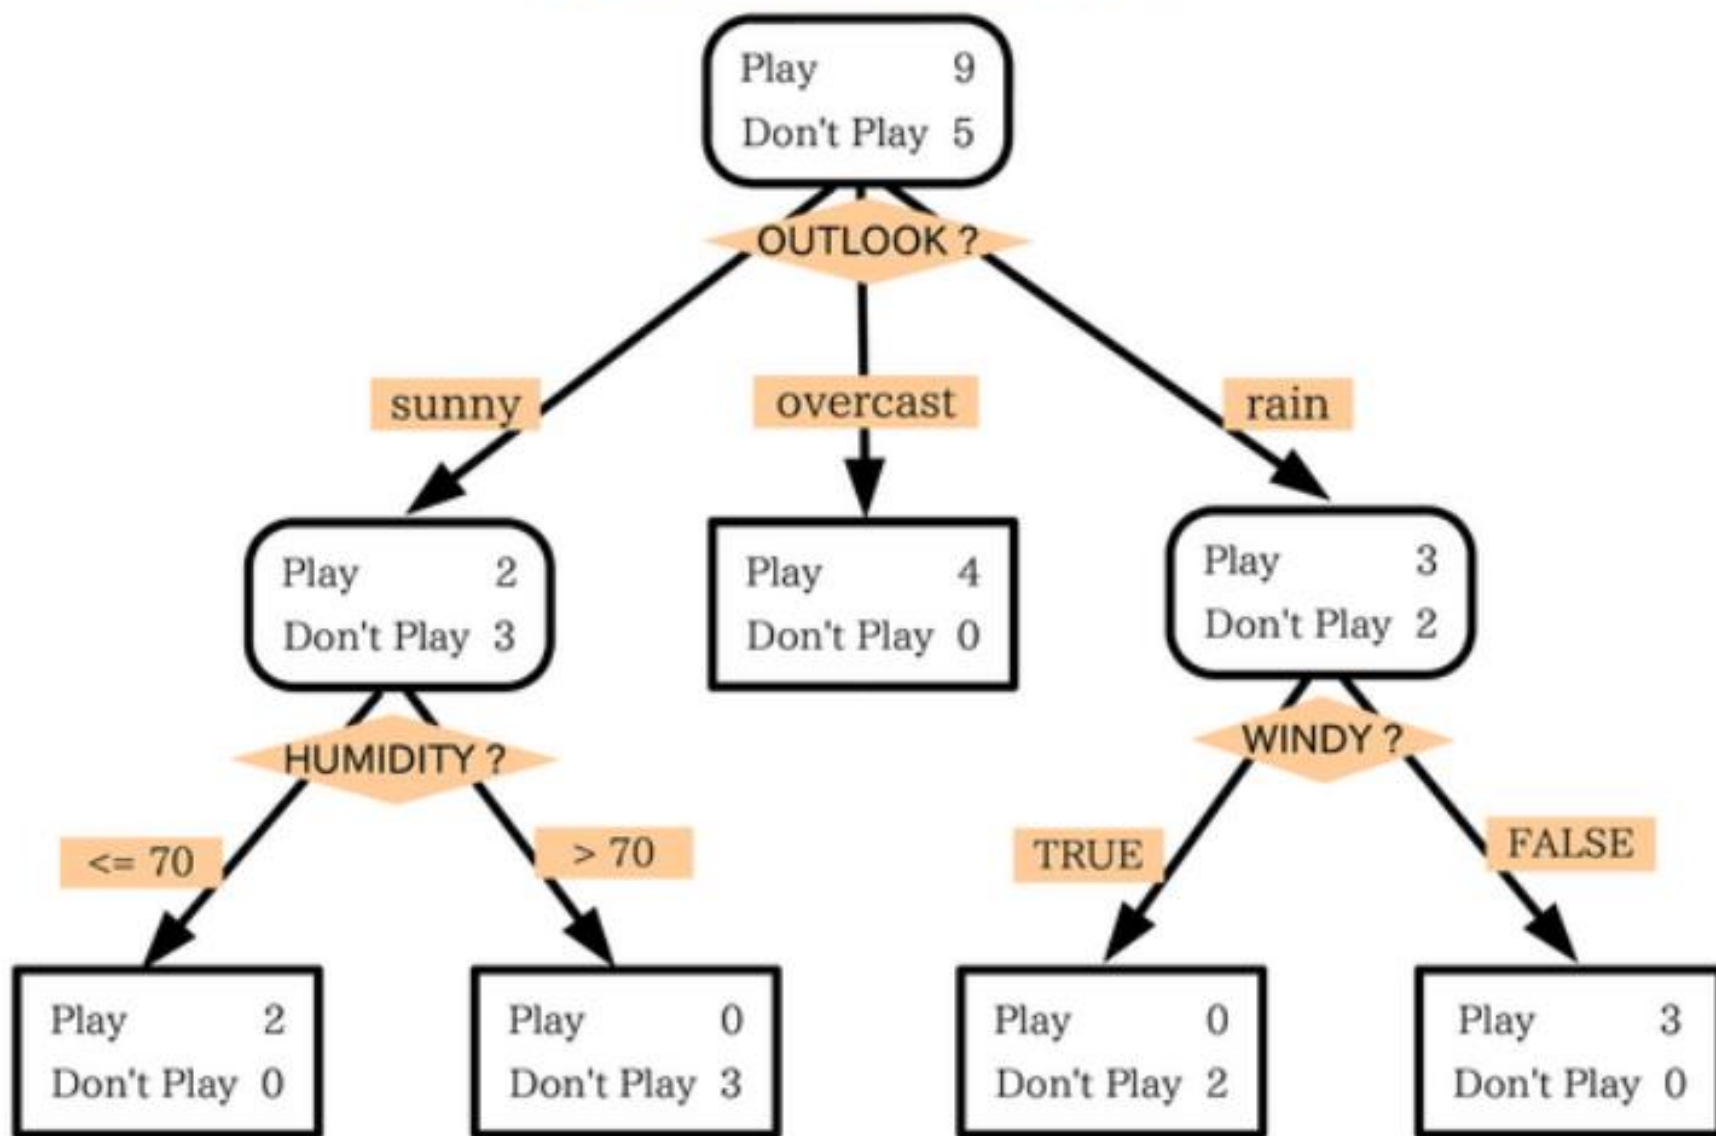 Play 9
Don't Play 5
OUTLOOK ?
sunny
overcast
rain
Play 2
Don't Play 3
Play 4
Don't Play 0
Play 3
Don't Play 2
HUMIDITY ?
WINDY ?
<= 70
> 70
TRUE
FALSE
Play 2
Don't Play 0
Play 0
Don't Play 3
Play 0
Don't Play 2
Play 3
Don't Play 0